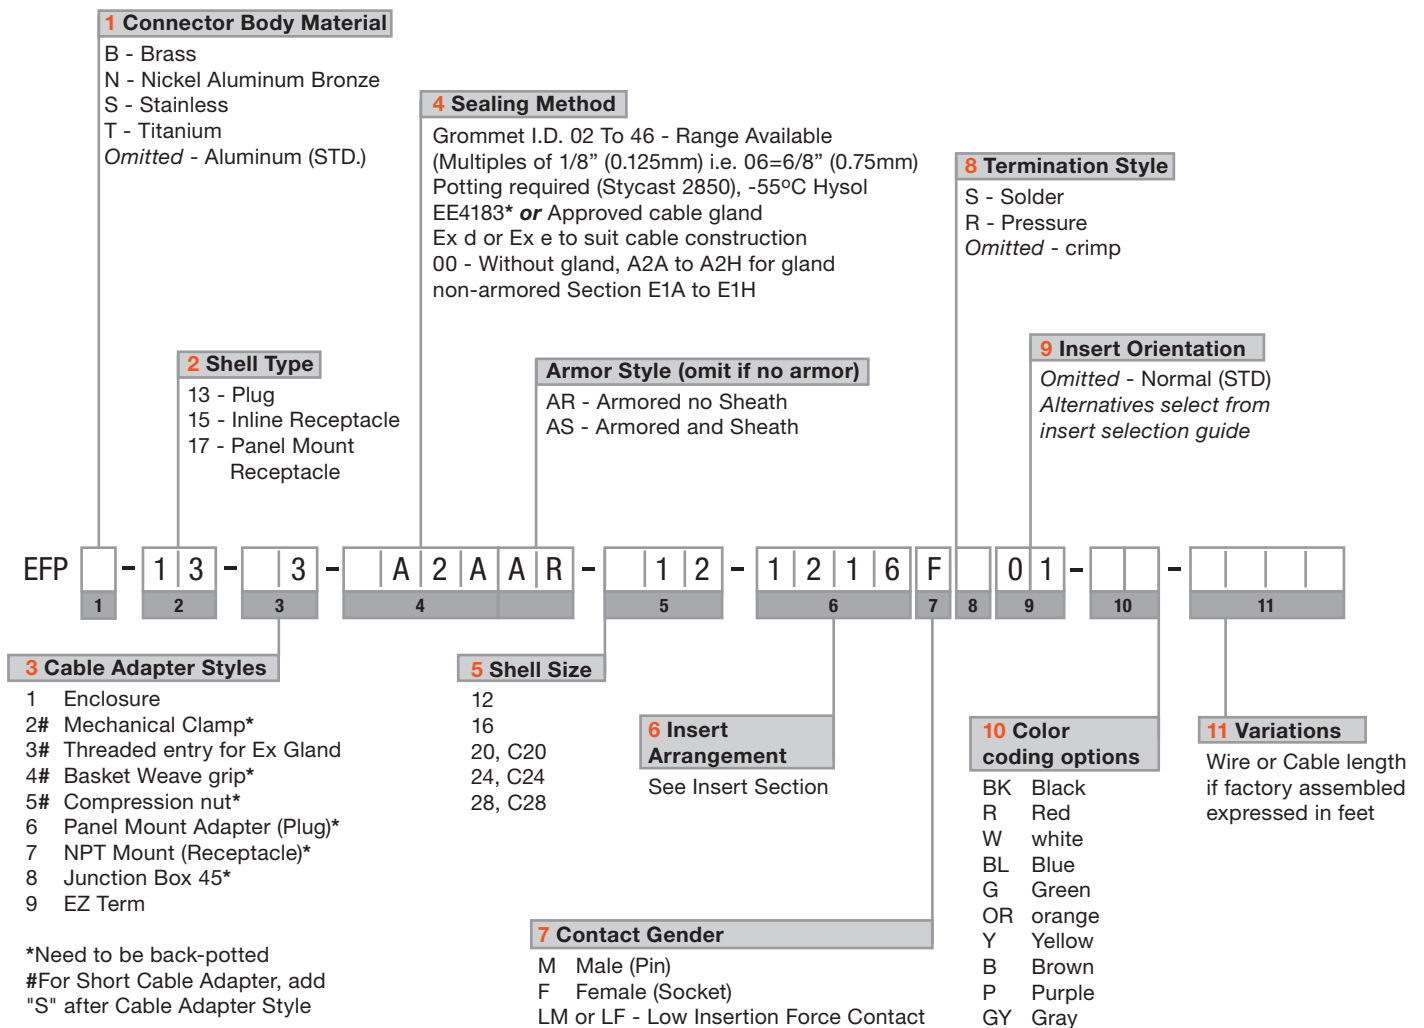 1 Connector Body Material
B - Brass
N - Nickel Aluminum Bronze
S - Stainless
T - Titanium
Omitted - Aluminum (STD.)
4 Sealing Method
Grommet I.D. 02 To 46 - Range Available
(Multiples of 1/8” (0.125mm) i.e. 06=6/8” (0.75mm)
Potting required (Stycast 2850), -55ºC Hysol
EE4183* or Approved cable gland
Ex d or Ex e to suit cable construction
00 - Without gland, A2A to A2H for gland
non-armored Section E1A to E1H
8 Termination Style
S - Solder
R - Pressure
Omitted - crimp
2 Shell Type
13 - Plug
15 - Inline Receptacle
17 - Panel Mount
Receptacle
Armor Style (omit if no armor)
AR - Armored no Sheath
AS - Armored and Sheath
9 Insert Orientation
Omitted - Normal (STD)
Alternatives select from
insert selection guide
EFP - 1 3 - 3 - A 2 A A R - 1 2 - 1 2 1 6 F 0 1 - -
1 2 3 4 5 6 7 8 9 10 11
3 Cable Adapter Styles
1 Enclosure
2# Mechanical Clamp*
3# Threaded entry for Ex Gland
4# Basket Weave grip*
5# Compression nut*
6 Panel Mount Adapter (Plug)*
7 NPT Mount (Receptacle)*
8 Junction Box 45*
9 EZ Term
*Need to be back-potted
#For Short Cable Adapter, add
"S" after Cable Adapter Style
5 Shell Size
12
16
20, C20
24, C24
28, C28
6 Insert
Arrangement
See Insert Section
7 Contact Gender
M Male (Pin)
F Female (Socket)
LM or LF - Low Insertion Force Contact
10 Color
coding options
BK Black
R Red
W white
BL Blue
G Green
OR orange
Y Yellow
B Brown
P Purple
GY Gray
11 Variations
Wire or Cable length
if factory assembled
expressed in feet